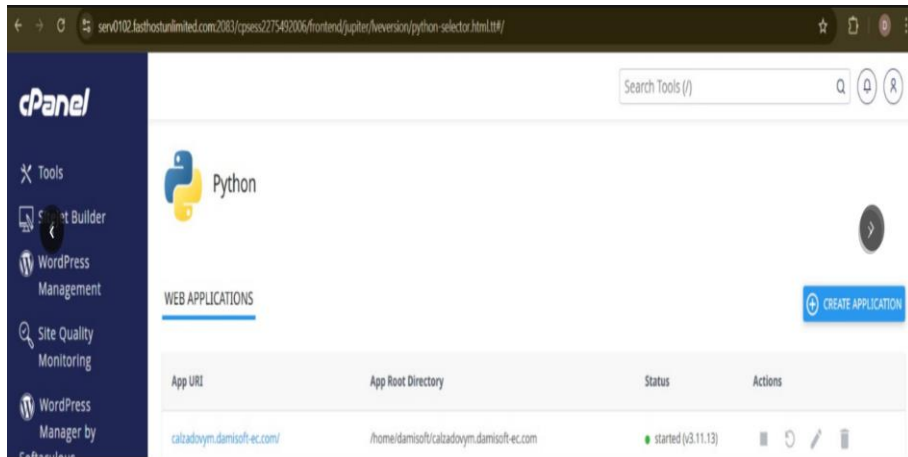 serv0102.fasthostunlimited.com:2083/cpsess2275492006/frontend/jupiter/lveversion/python-selector.html.tt#/
cPanel
Search Tools (/)
Tools
Python
Builder
WordPress
Management
WEB APPLICATIONS
CREATE APPLICATION
Site Quality
Monitoring
App URI App Root Directory Status Actions
WordPress
Manager by
calzadovym.damisoft-ec.com/ /home/damisoft/calzadovym.damisoft-ec.com started (v3.11.13)